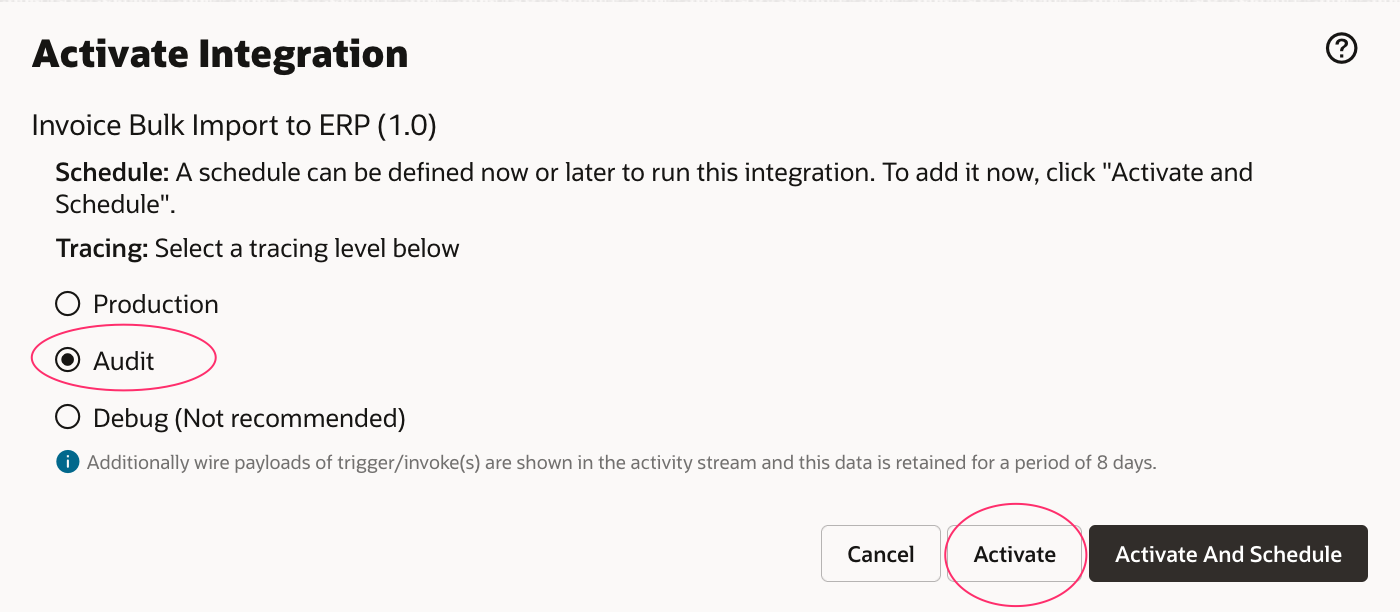 Activate Integration
Invoice Bulk Import to ERP (1.0)
Schedule: A schedule can be defined now or later to run this integration. To add it now, click "Activate and
Schedule".
Tracing: Select a tracing level below
Production
Audit
Debug (Not recommended)
Additionally wire payloads of trigger/invoke(s) are shown in the activity stream and this data is retained for a period of 8 days.
Cancel Activate Activate And Schedule